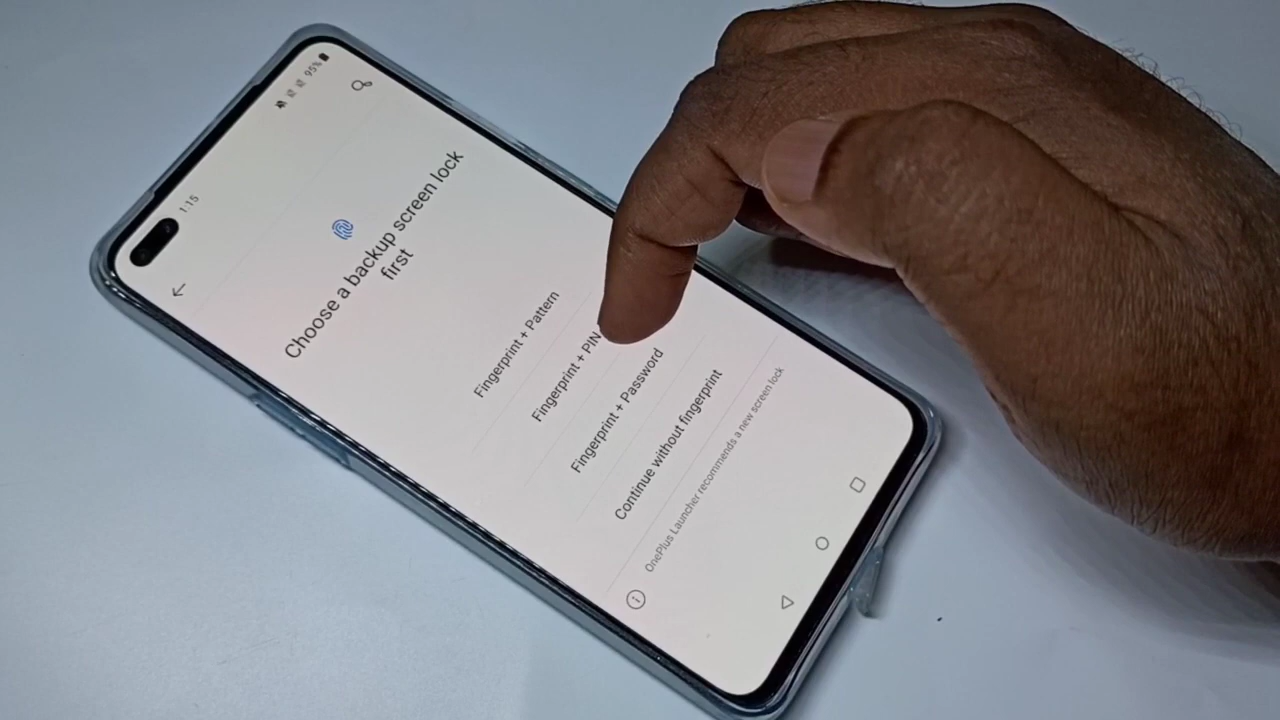 1:15
95%
Choose a backup screen lock
first
Fingerprint + Pattern
Fingerprint + PIN
Fingerprint + Password
Continue without fingerprint
OnePlus Launcher recommends a new screen lock